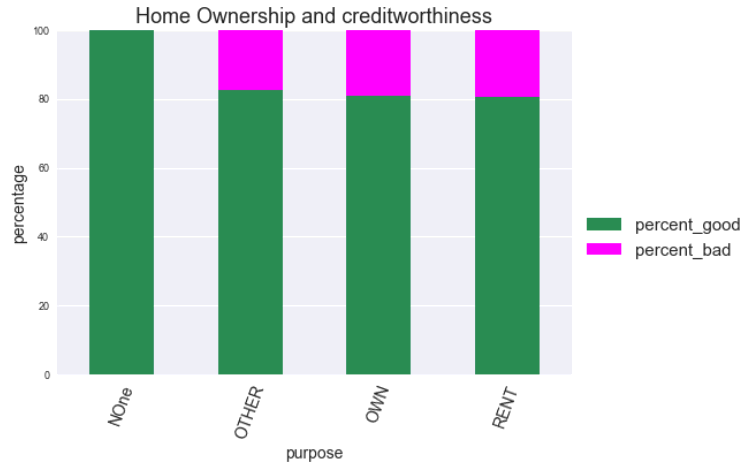 Home Ownership and creditworthiness
100
80
60
40
20
0
percentage
NOne
OTHER
OWN
RENT
purpose
percent_good
percent_bad